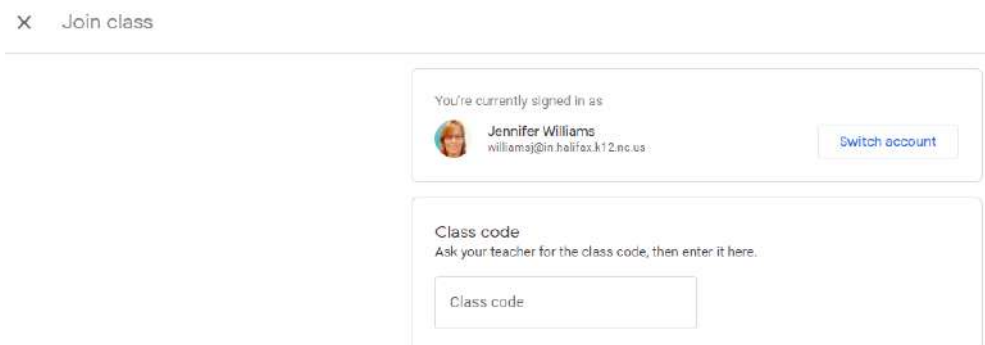 Join class
You're currently signed in as
Jennifer Williams
williamsj@in.halifax.k12.nc.us
Switch account
Class code
Ask your teacher for the class code, then enter it here.
Class code